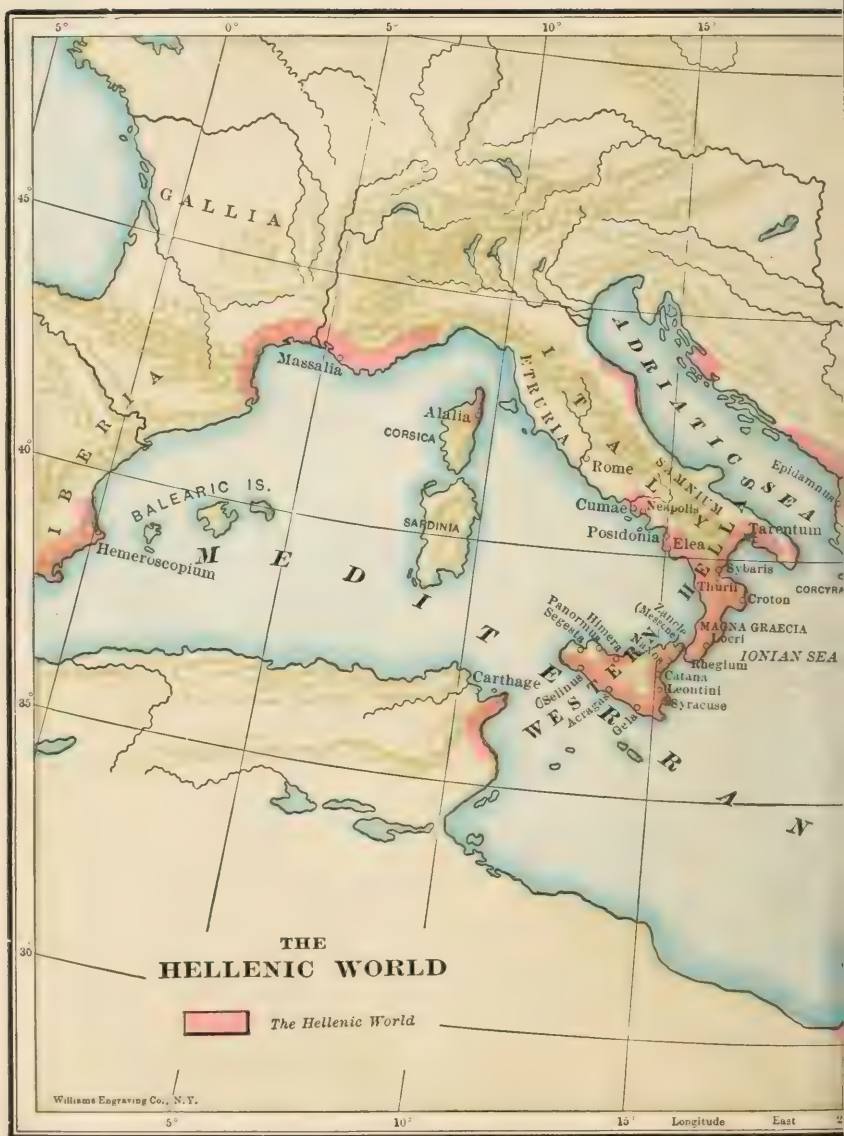 5°
0°
5°
10°
15°
45°
40°
35°
30
GALLIA
IBERIA
Massalia
Alalia
CORSICA
SARDINIA
BALEARIC IS.
Hemeroscopium
ITALY
ETRURIA
Rome
SAMNIUM
ADRIATIC SEA
Epidamnus
Cumae
Neapolis
Posidonia
Elea
Tarentum
Sybaris
Thurii
Croton
CORCYRA
MAGNA GRAECIA
Locri
IONIAN SEA
Rhegium
Zancle
(Messene)
Naxos
Catana
Leontini
Syracuse
Himera
Panormus
Segesta
Selinus
Acragas
Gela
Carthage
WESTERN HELLAS
MEDITERRAN
THE
HELLENIC WORLD
The Hellenic World
Williams Engraving Co., N.Y.
5°
10°
15°
Longitude East